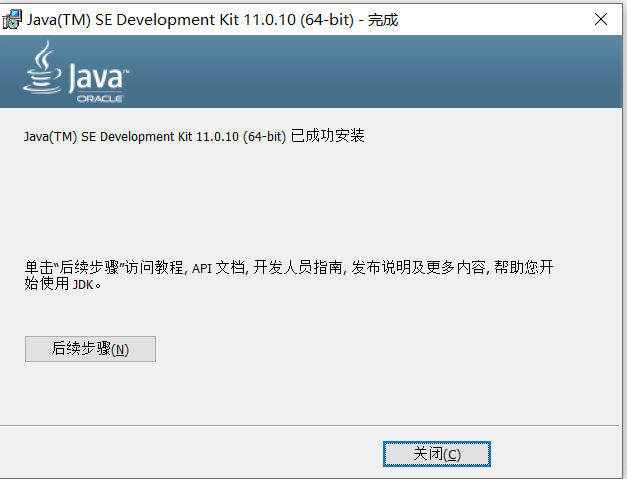 Java(TM) SE Development Kit 11.0.10 (64-bit) - 完成
Java™
ORACLE
Java(TM) SE Development Kit 11.0.10 (64-bit) 已成功安装
单击“后续步骤”访问教程, API 文档, 开发人员指南, 发布说明及更多内容, 帮助您开
始使用 JDK。
后续步骤(N)
关闭(C)